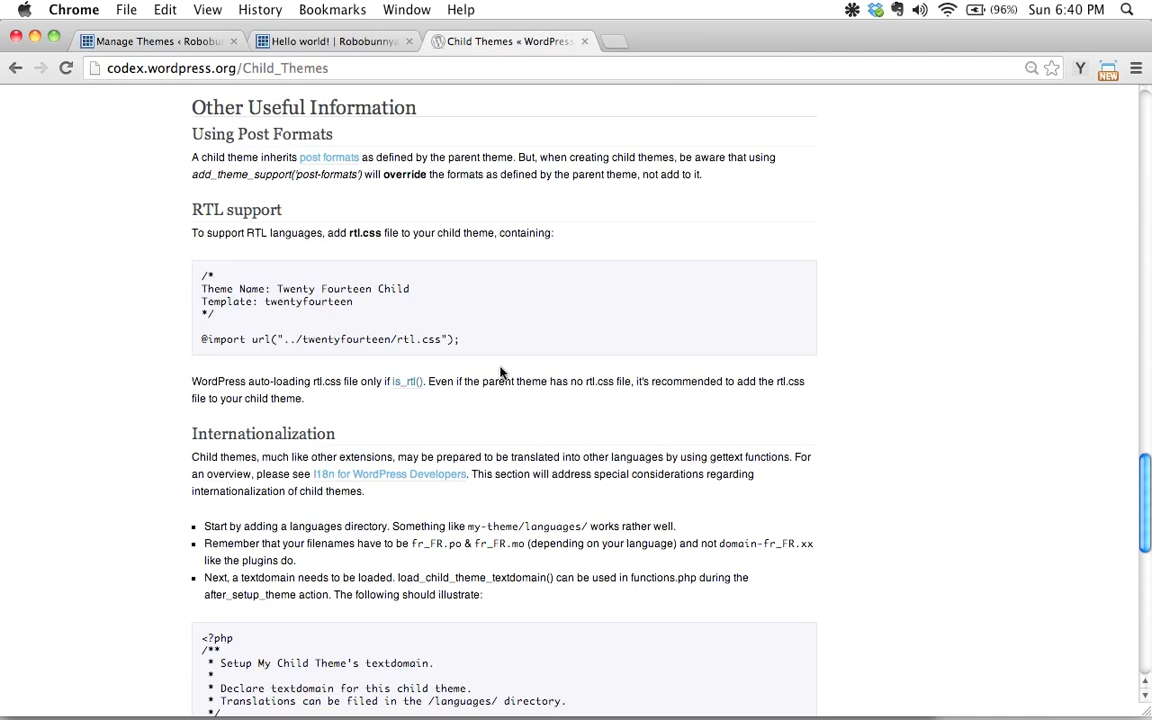 Chrome File Edit View History Bookmarks Window Help (96%) Sun 6:40 PM
Manage Themes ‹ Robobun Hello world! | Robobunnya Child Themes « WordPress
codex.wordpress.org/Child_Themes
NEW
Other Useful Information
Using Post Formats
A child theme inherits post formats as defined by the parent theme. But, when creating child themes, be aware that using
add_theme_support('post-formats') will override the formats as defined by the parent theme, not add to it.
RTL support
To support RTL languages, add rtl.css file to your child theme, containing:
/*
Theme Name: Twenty Fourteen Child
Template: twentyfourteen
*/
@import url("../twentyfourteen/rtl.css");
WordPress auto-loading rtl.css file only if is_rtl(). Even if the parent theme has no rtl.css file, it's recommended to add the rtl.css
file to your child theme.
Internationalization
Child themes, much like other extensions, may be prepared to be translated into other languages by using gettext functions. For
an overview, please see I18n for WordPress Developers. This section will address special considerations regarding
internationalization of child themes.
Start by adding a languages directory. Something like my-theme/languages/ works rather well.
Remember that your filenames have to be fr_FR.po & fr_FR.mo (depending on your language) and not domain-fr_FR.xx
like the plugins do.
Next, a textdomain needs to be loaded. load_child_theme_textdomain() can be used in functions.php during the
after_setup_theme action. The following should illustrate:
<?php
/**
* Setup My Child Theme's textdomain.
*
* Declare textdomain for this child theme.
* Translations can be filed in the /languages/ directory.
*/